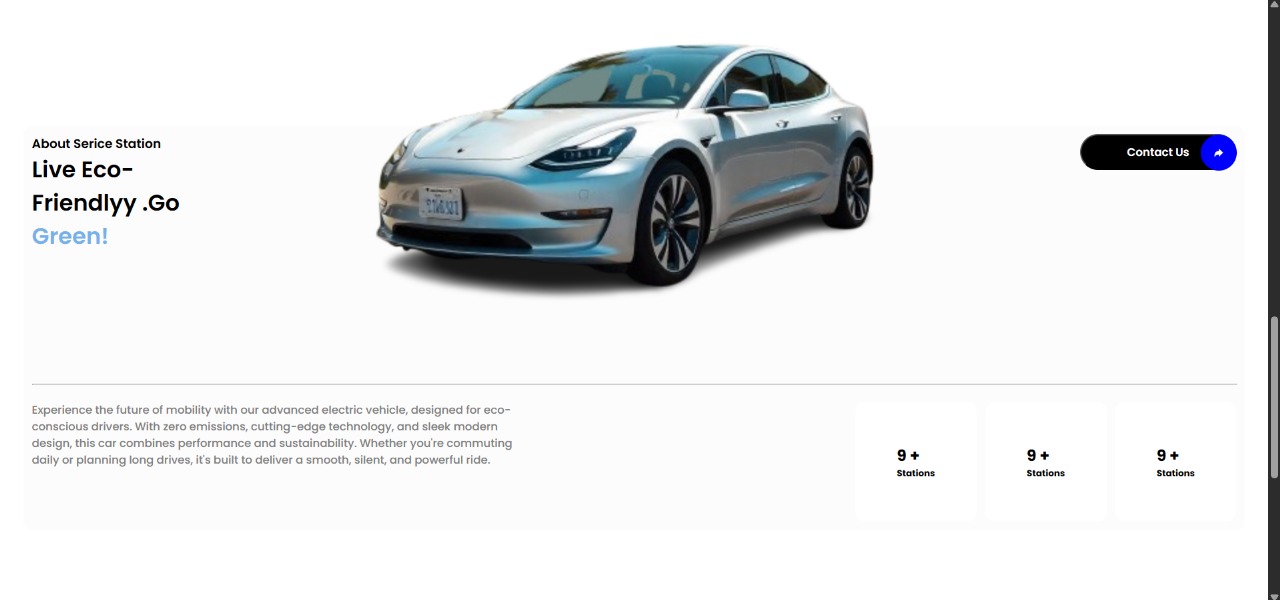 About Serice Station
Live Eco-
Friendlyy .Go
Green!
Contact Us
Experience the future of mobility with our advanced electric vehicle, designed for eco-
conscious drivers. With zero emissions, cutting-edge technology, and sleek modern
design, this car combines performance and sustainability. Whether you're commuting
daily or planning long drives, it's built to deliver a smooth, silent, and powerful ride.
9 +
Stations
9 +
Stations
9 +
Stations